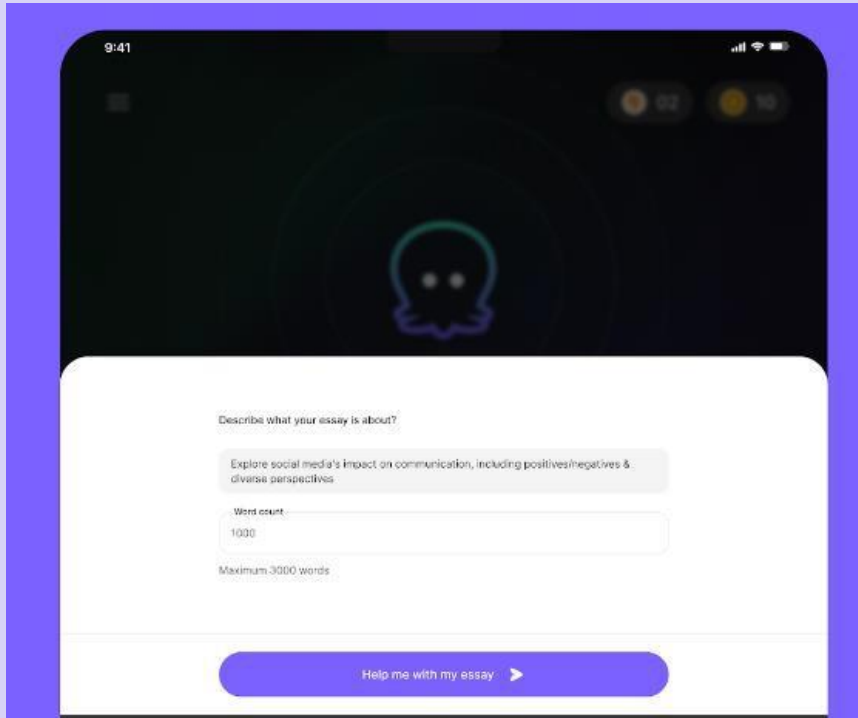 9:41
02
10
Describe what your essay is about?
Explore social media's impact on communication, including positives/negatives &
diverse perspectives
Word count
1000
Maximum 3000 words
Help me with my essay